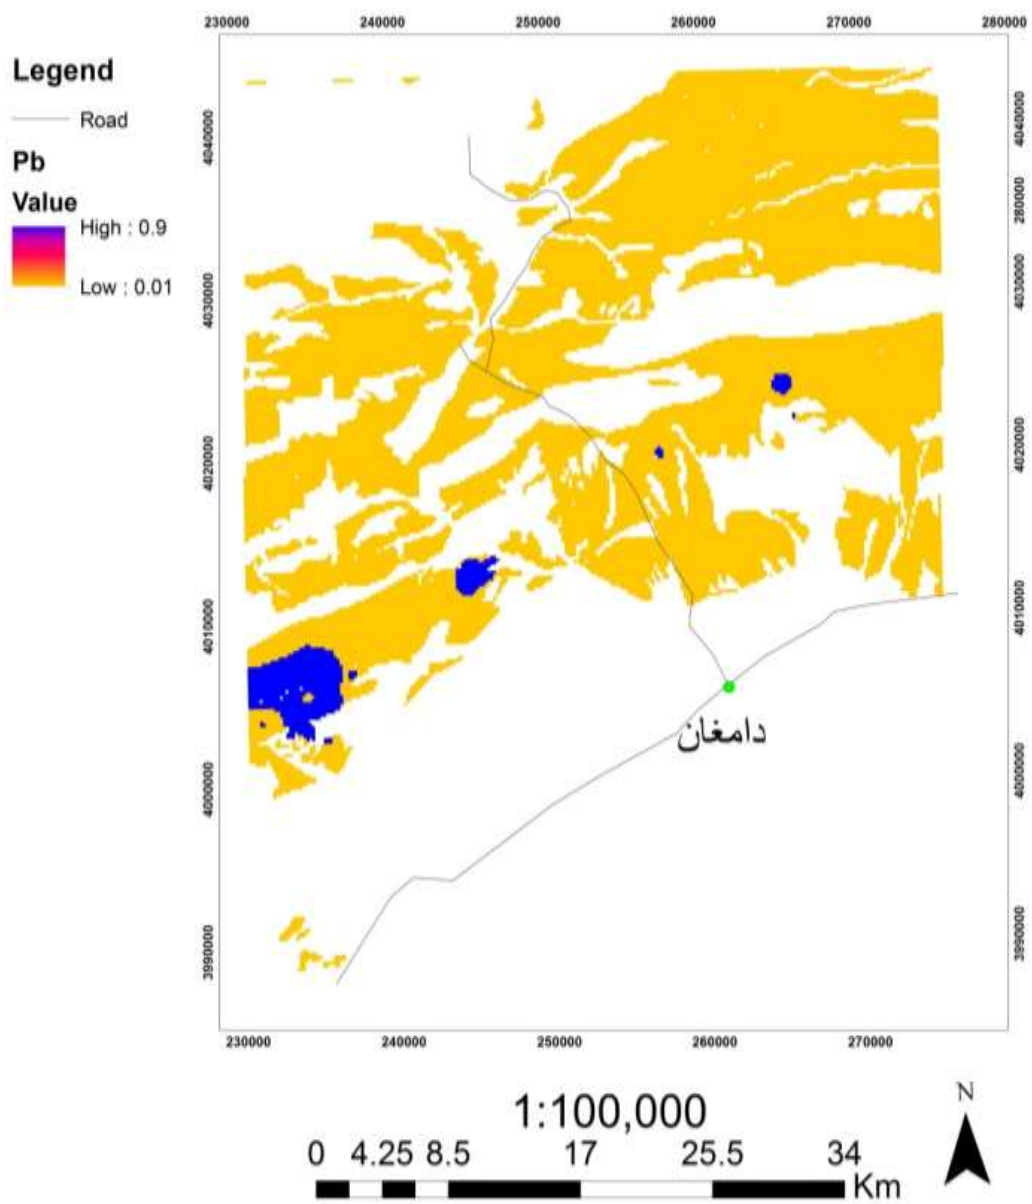 230000 240000 250000 260000 270000 280000
Legend
Road
Pb
Value
High : 0.9
Low : 0.01
4040000
4030000
4020000
4010000
4000000
3990000
4040000
280000
4030000
4020000
4010000
4000000
3990000
دامغان
230000 240000 250000 260000 270000
1:100,000
N
0 4.25 8.5 17 25.5 34
Km